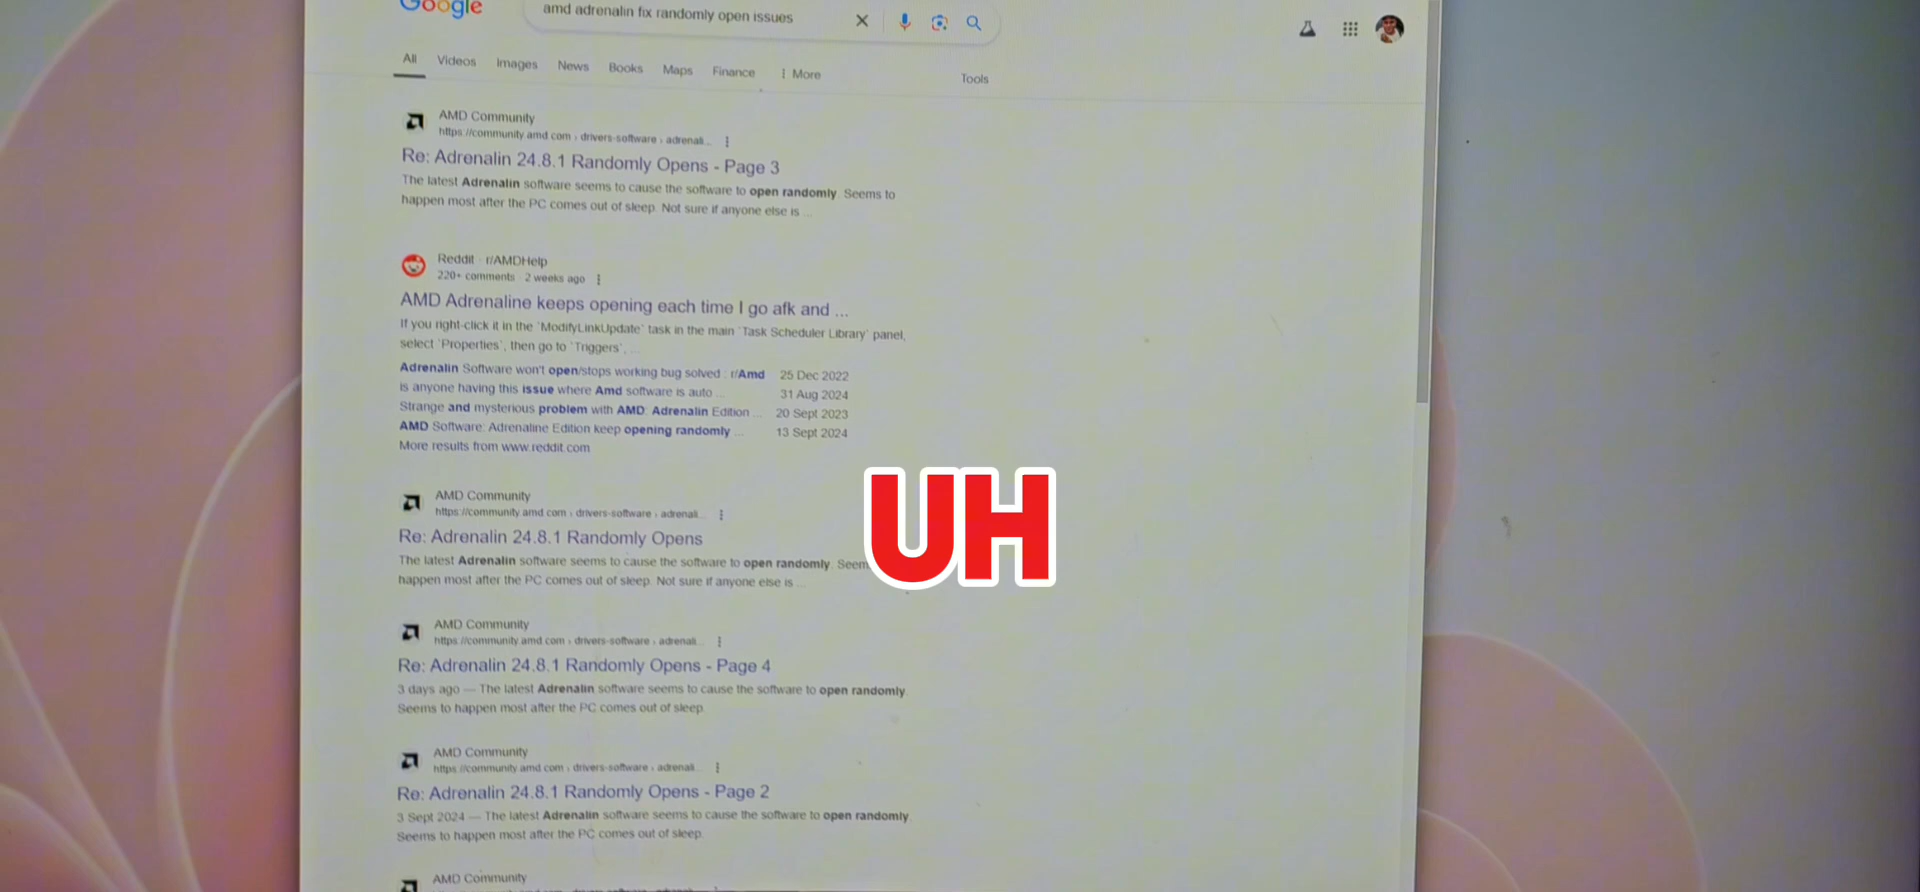 Google
amd adrenalin fix randomly open issues
All Videos Images News Books Maps Finance More Tools
AMD Community
https://community.amd.com › drivers-software › adrenali...
Re: Adrenalin 24.8.1 Randomly Opens - Page 3
The latest Adrenalin software seems to cause the software to open randomly. Seems to
happen most after the PC comes out of sleep. Not sure if anyone else is ...
Reddit · r/AMDHelp
220+ comments · 2 weeks ago
AMD Adrenaline keeps opening each time I go afk and ...
If you right-click it in the `ModifyLinkUpdate` task in the main `Task Scheduler Library` panel,
select `Properties`, then go to `Triggers`, ...
Adrenalin Software won't open/stops working bug solved : r/Amd 25 Dec 2022
Is anyone having this issue where Amd software is auto ... 31 Aug 2024
Strange and mysterious problem with AMD: Adrenalin Edition ... 20 Sept 2023
AMD Software: Adrenaline Edition keep opening randomly ... 13 Sept 2024
More results from www.reddit.com
UH
AMD Community
https://community.amd.com › drivers-software › adrenali...
Re: Adrenalin 24.8.1 Randomly Opens
The latest Adrenalin software seems to cause the software to open randomly. Seem
happen most after the PC comes out of sleep. Not sure if anyone else is ...
AMD Community
https://community.amd.com › drivers-software › adrenali...
Re: Adrenalin 24.8.1 Randomly Opens - Page 4
3 days ago — The latest Adrenalin software seems to cause the software to open randomly.
Seems to happen most after the PC comes out of sleep.
AMD Community
https://community.amd.com › drivers-software › adrenali...
Re: Adrenalin 24.8.1 Randomly Opens - Page 2
3 Sept 2024 — The latest Adrenalin software seems to cause the software to open randomly.
Seems to happen most after the PC comes out of sleep.
AMD Community